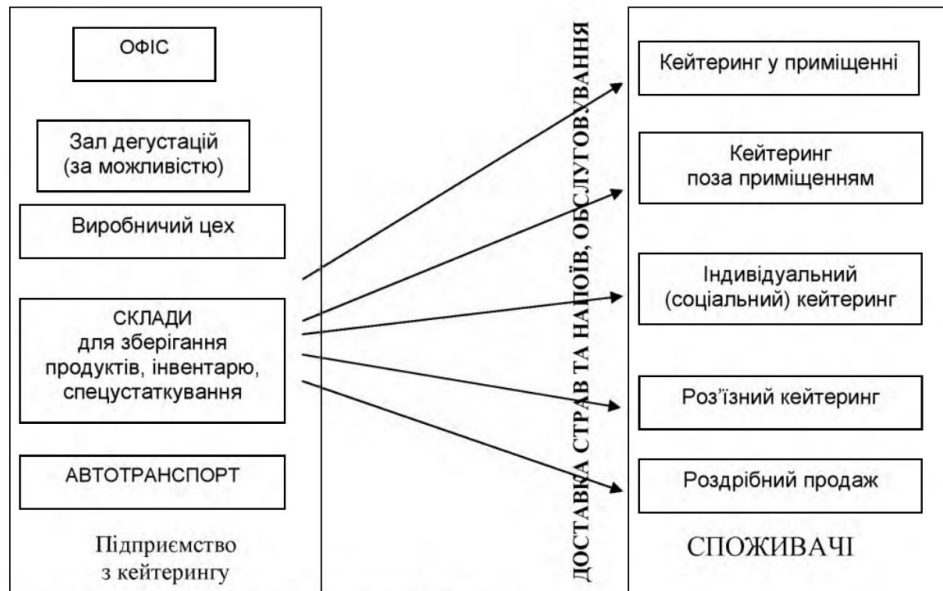 ОФІС
Зал дегустацій
(за можливістю)
Виробничий цех
СКЛАДИ
для зберігання
продуктів, інвентарю,
спецустаткування
АВТОТРАНСПОРТ
Підприємство
з кейтерингу
ДОСТАВКА СТРАВ ТА НАПОЇВ, ОБСЛУГОВУВАННЯ
Кейтеринг у приміщенні
Кейтеринг
поза приміщенням
Індивідуальний
(соціальний) кейтеринг
Роз’їзний кейтеринг
Роздрібний продаж
СПОЖИВАЧІ